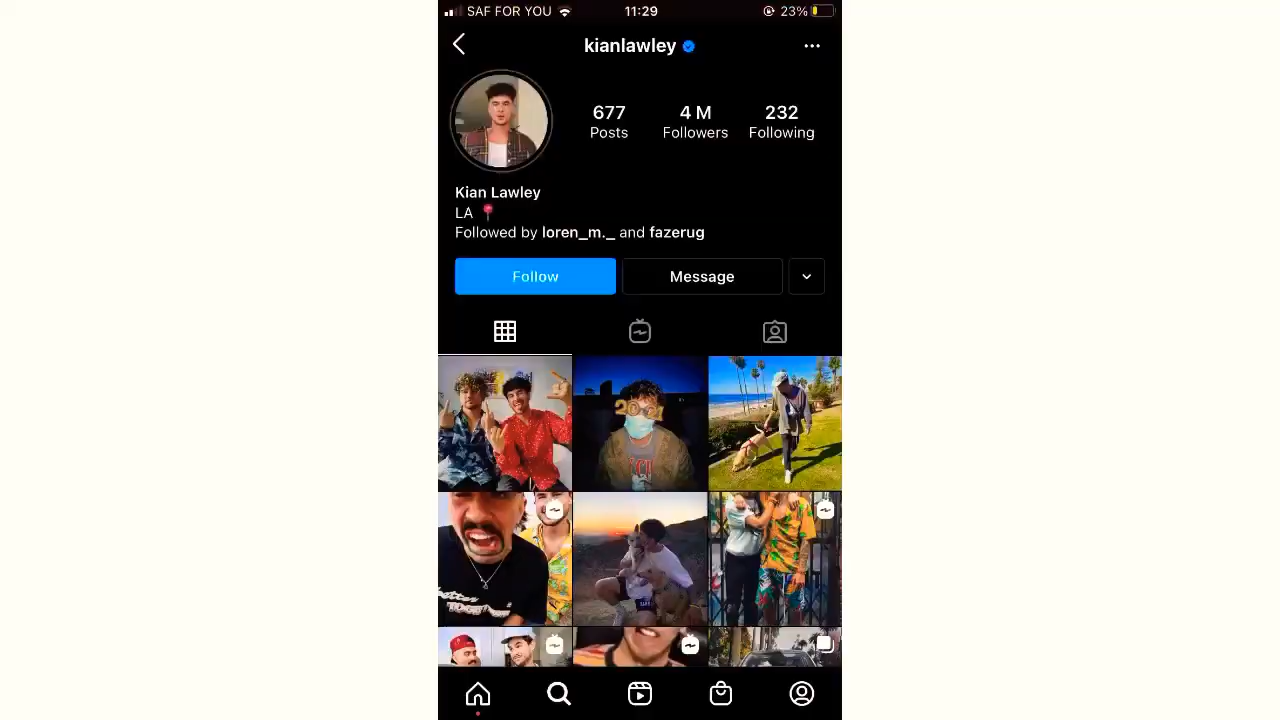 SAF FOR YOU 11:29 23%
kianlawley
677 4 M 232
Posts Followers Following
Kian Lawley
LA
Followed by loren_m._ and fazerug
Follow Message